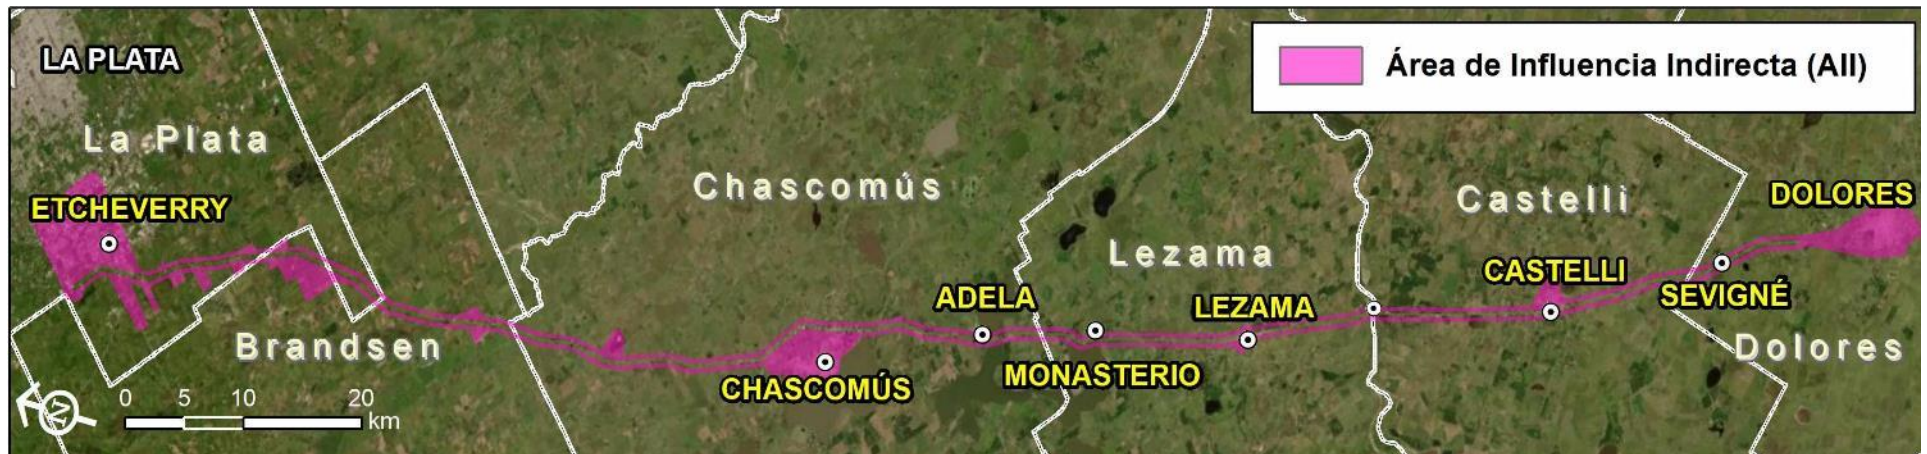 LA PLATA
Área de Influencia Indirecta (AII)
La Plata
Chascomús
Castelli
DOLORES
ETCHEVERRY
Lezama
CASTELLI
SEVIGNÉ
ADELA
LEZAMA
Brandsen
MONASTERIO
Dolores
CHASCOMÚS
N
0 5 10 20
km